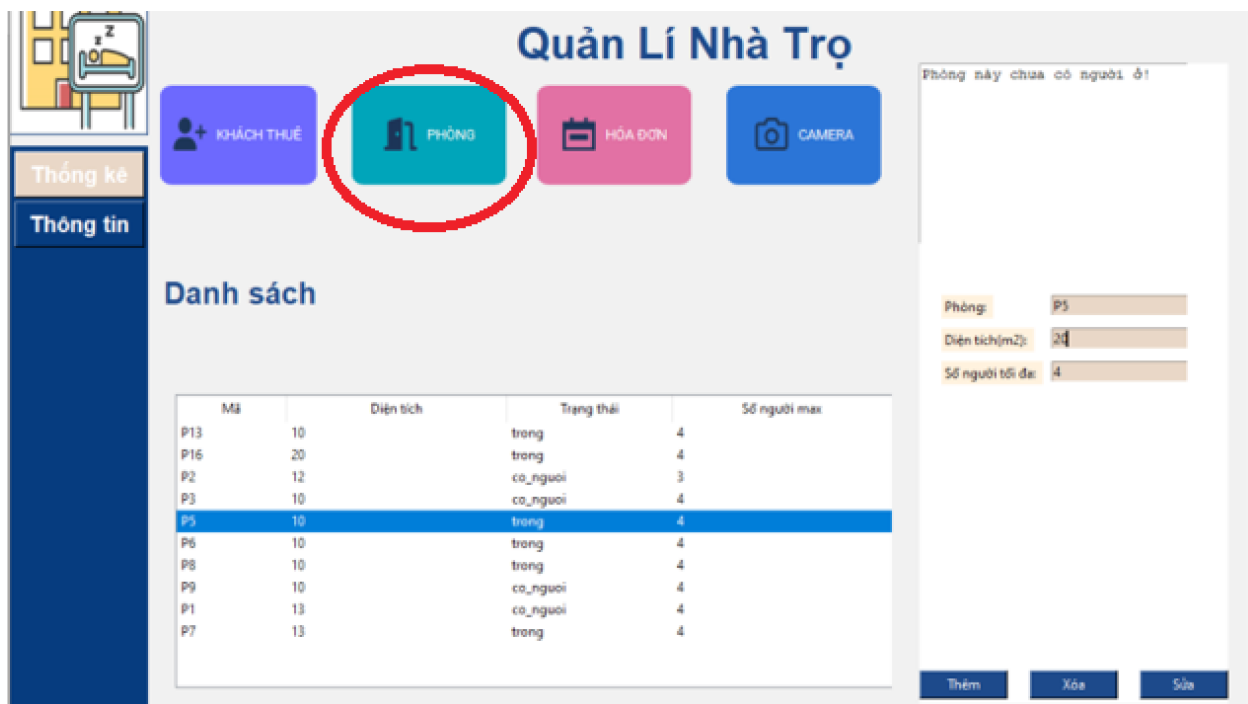 z z Z
Quản Lí Nhà Trọ
KHÁCH THUÊ
PHÒNG
HÓA ĐƠN
CAMERA
Thống kê
Thông tin
Phòng này chưa có người ở!
Danh sách
Phòng: P5
Diện tích(m2): 20
Số người tối đa: 4
Mã Diện tích Trạng thái Số người max
P13 10 trong 4
P16 20 trong 4
P2 12 co_nguoi 3
P3 10 co_nguoi 4
P5 10 trong 4
P6 10 trong 4
P8 10 trong 4
P9 10 co_nguoi 4
P1 13 co_nguoi 4
P7 13 trong 4
Thêm Xóa Sửa